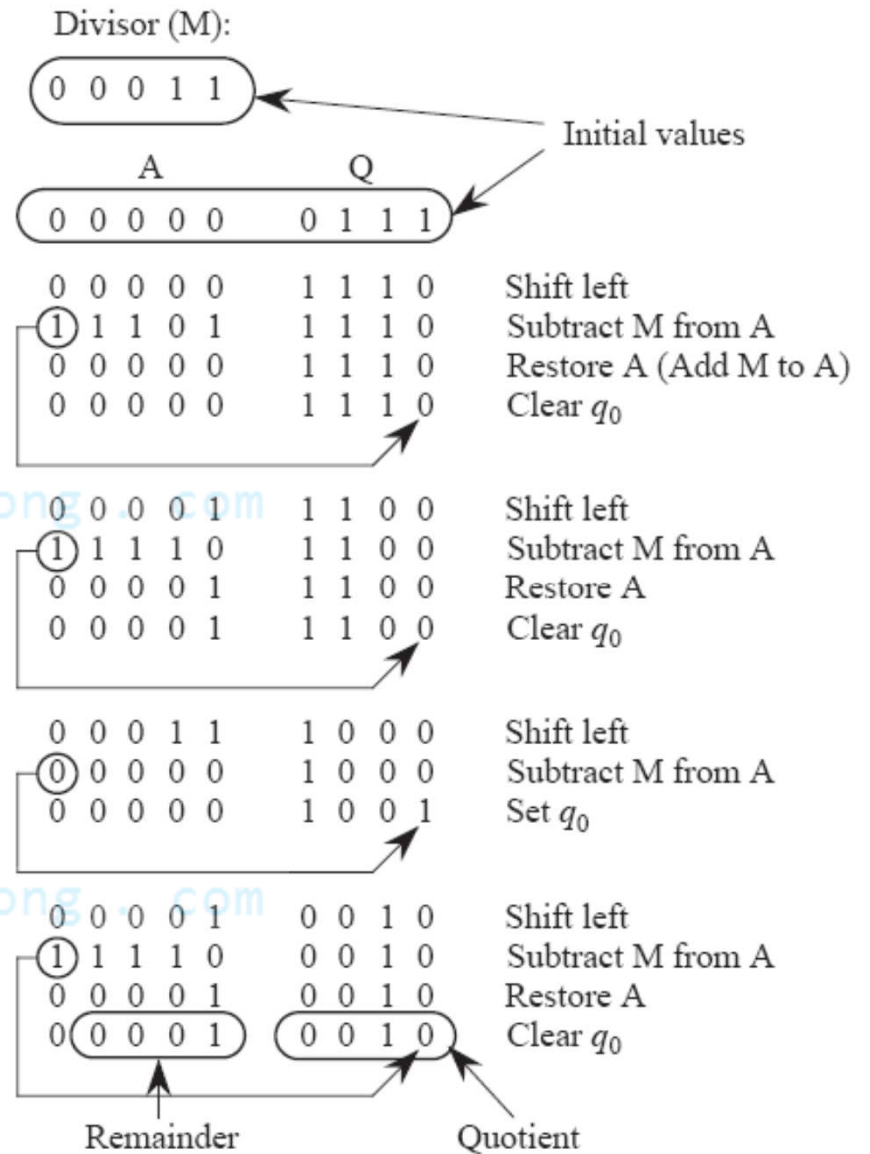 Divisor (M):
0 0 0 1 1
Initial values
A Q
0 0 0 0 0 0 1 1 1
0 0 0 0 0 1 1 1 0 Shift left
1 1 1 0 1 1 1 1 0 Subtract M from A
0 0 0 0 0 1 1 1 0 Restore A (Add M to A)
0 0 0 0 0 1 1 1 0 Clear q0
ong . com
0 0 0 0 1 1 1 0 0 Shift left
1 1 1 1 0 1 1 0 0 Subtract M from A
0 0 0 0 1 1 1 0 0 Restore A
0 0 0 0 1 1 1 0 0 Clear q0
0 0 0 1 1 1 0 0 0 Shift left
0 0 0 0 0 1 0 0 0 Subtract M from A
0 0 0 0 0 1 0 0 1 Set q0
ong . com
0 0 0 0 1 0 0 1 0 Shift left
1 1 1 1 0 0 0 1 0 Subtract M from A
0 0 0 0 1 0 0 1 0 Restore A
0 0 0 0 1 0 0 1 0 Clear q0
Remainder Quotient